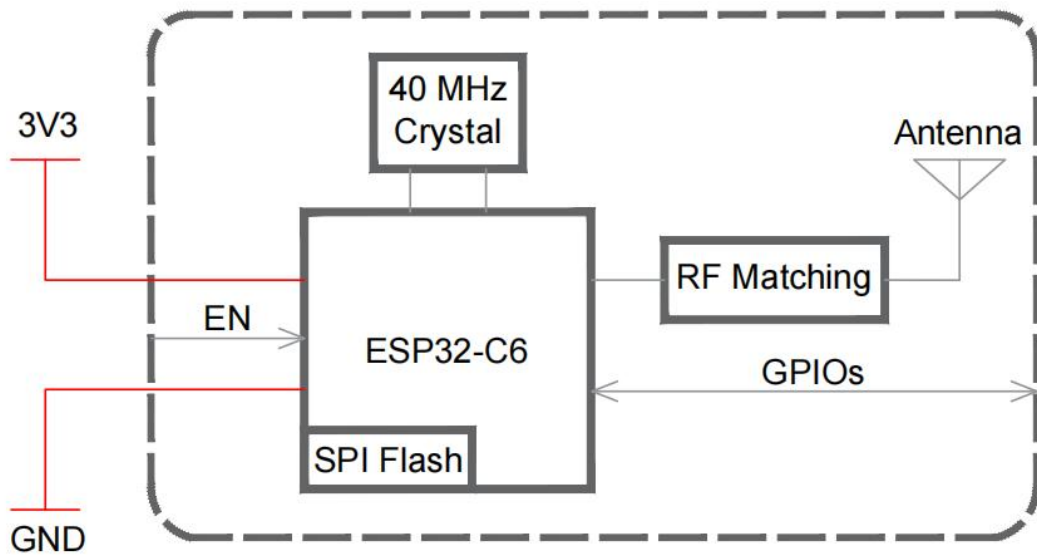 40 MHz
Crystal
3V3
Antenna
RF Matching
EN
ESP32-C6
GPIOs
SPI Flash
GND